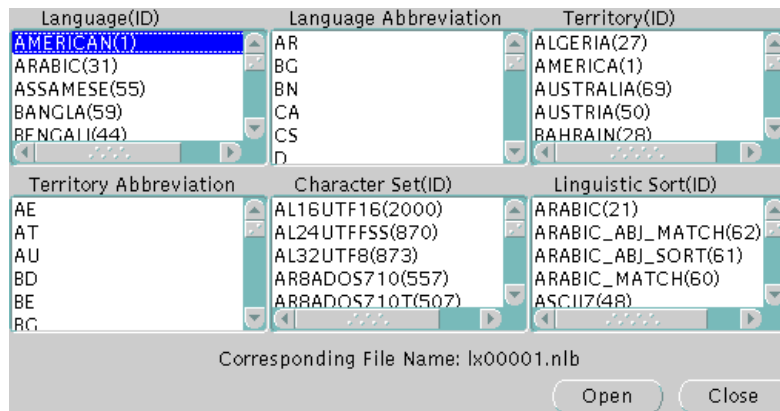 Language(ID)
AMERICAN(1)
ARABIC(31)
ASSAMESE(55)
BANGLA(59)
BENGALI(44)
Language Abbreviation
AR
BG
BN
CA
CS
D
Territory(ID)
ALGERIA(27)
AMERICA(1)
AUSTRALIA(69)
AUSTRIA(50)
BAHRAIN(28)
Territory Abbreviation
AE
AT
AU
BD
BE
BG
Character Set(ID)
AL16UTF16(2000)
AL24UTFFSS(870)
AL32UTF8(873)
AR8ADOS710(557)
AR8ADOS710T(507)
Linguistic Sort(ID)
ARABIC(21)
ARABIC_ABJ_MATCH(62)
ARABIC_ABJ_SORT(61)
ARABIC_MATCH(60)
ASCII7(48)
Corresponding File Name: lx00001.nlb
Open
Close